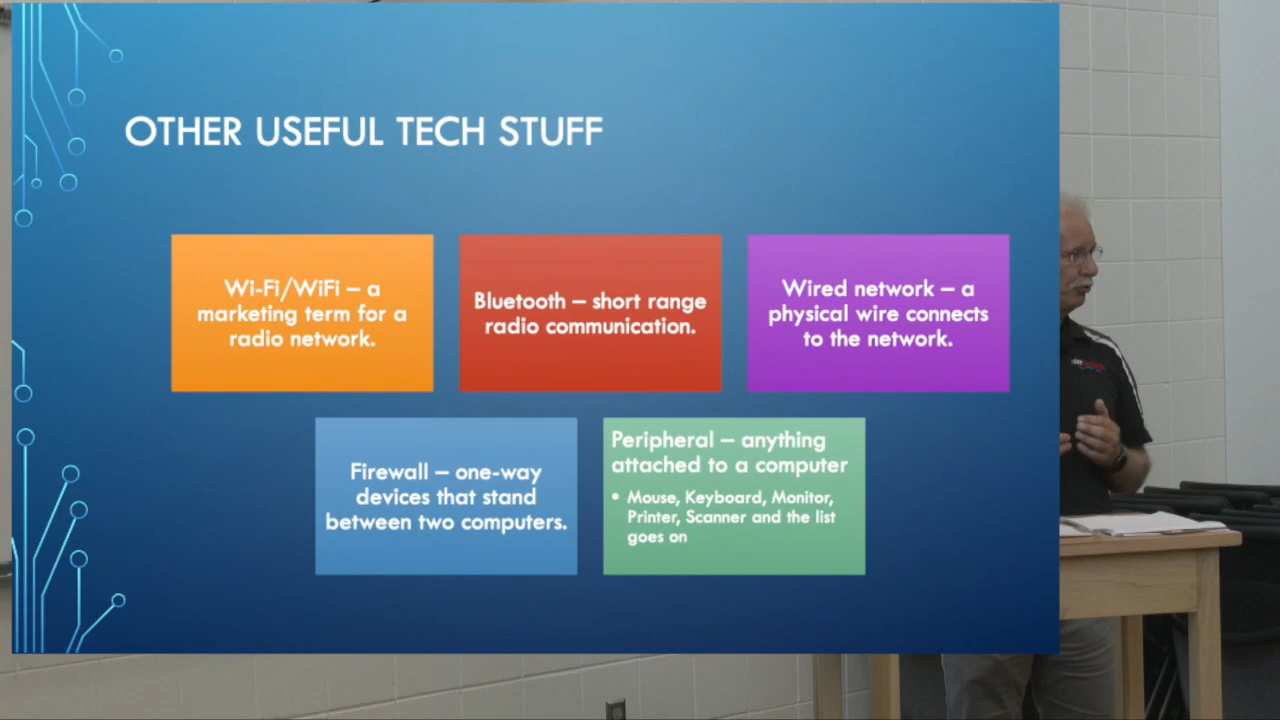 OTHER USEFUL TECH STUFF
Wi-Fi/WiFi – a
marketing term for a
radio network.
Bluetooth – short range
radio communication.
Wired network – a
physical wire connects
to the network.
Firewall – one-way
devices that stand
between two computers.
Peripheral – anything
attached to a computer
• Mouse, Keyboard, Monitor,
Printer, Scanner and the list
goes on